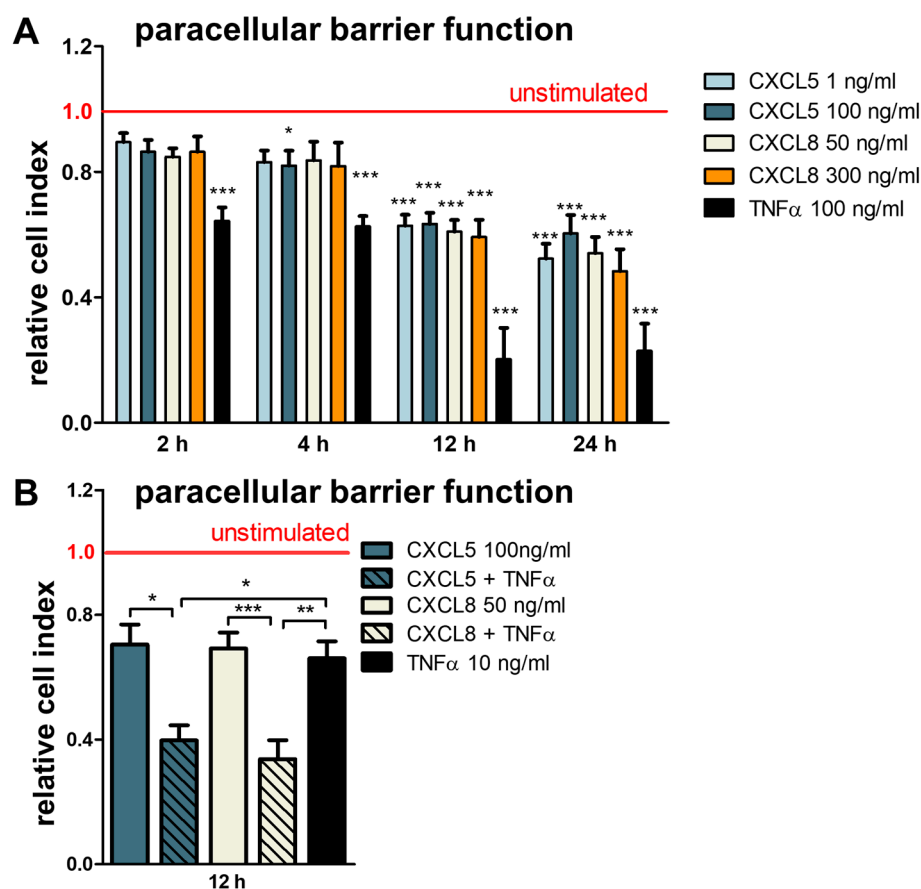 A
paracellular barrier function
relative cell index
1.2
1.0
0.8
0.4
0.0
unstimulated
*
***
***
***
***
***
***
***
***
***
***
***
***
2 h
4 h
12 h
24 h
CXCL5 1 ng/ml
CXCL5 100 ng/ml
CXCL8 50 ng/ml
CXCL8 300 ng/ml
TNFα 100 ng/ml
B
paracellular barrier function
relative cell index
1.2
1.0
0.8
0.4
0.0
unstimulated
*
*
***
**
12 h
CXCL5 100ng/ml
CXCL5 + TNFα
CXCL8 50 ng/ml
CXCL8 + TNFα
TNFα 10 ng/ml